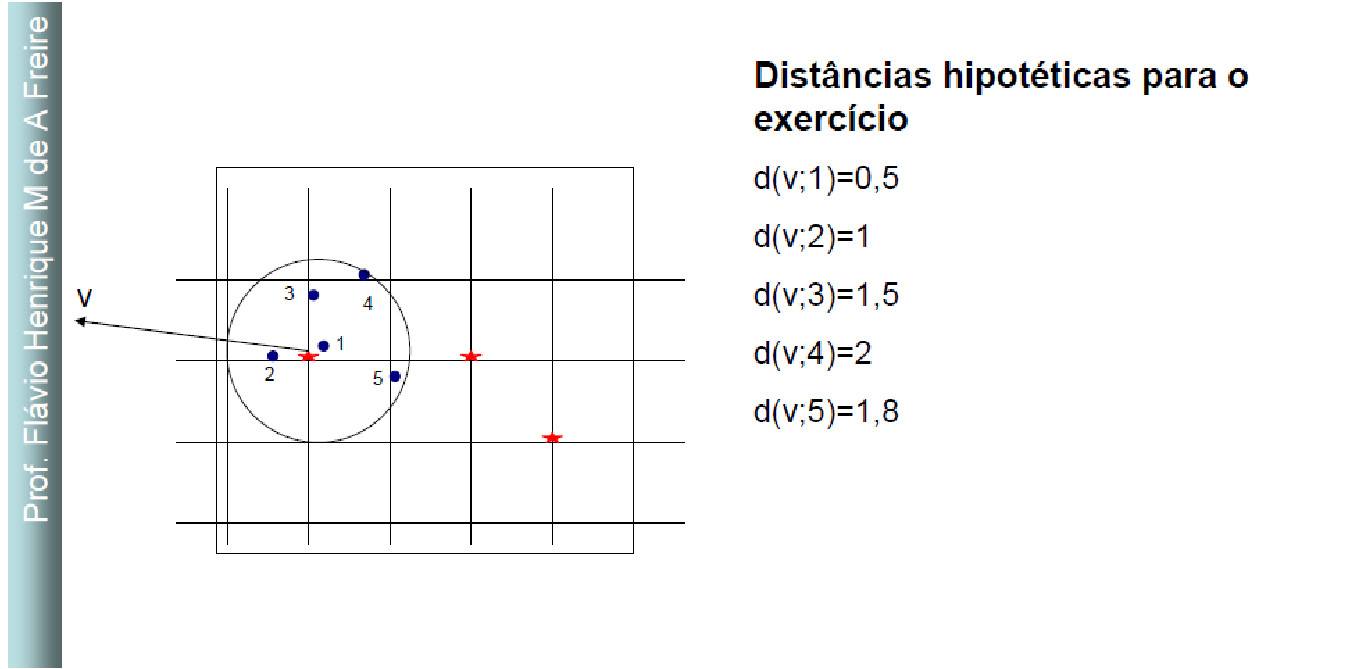 Prof. Flávio Henrique M de A Freire
Distâncias hipotéticas para o
exercício
d(v;1)=0,5
d(v;2)=1
d(v;3)=1,5
d(v;4)=2
d(v;5)=1,8
v
3
4
1
2
5